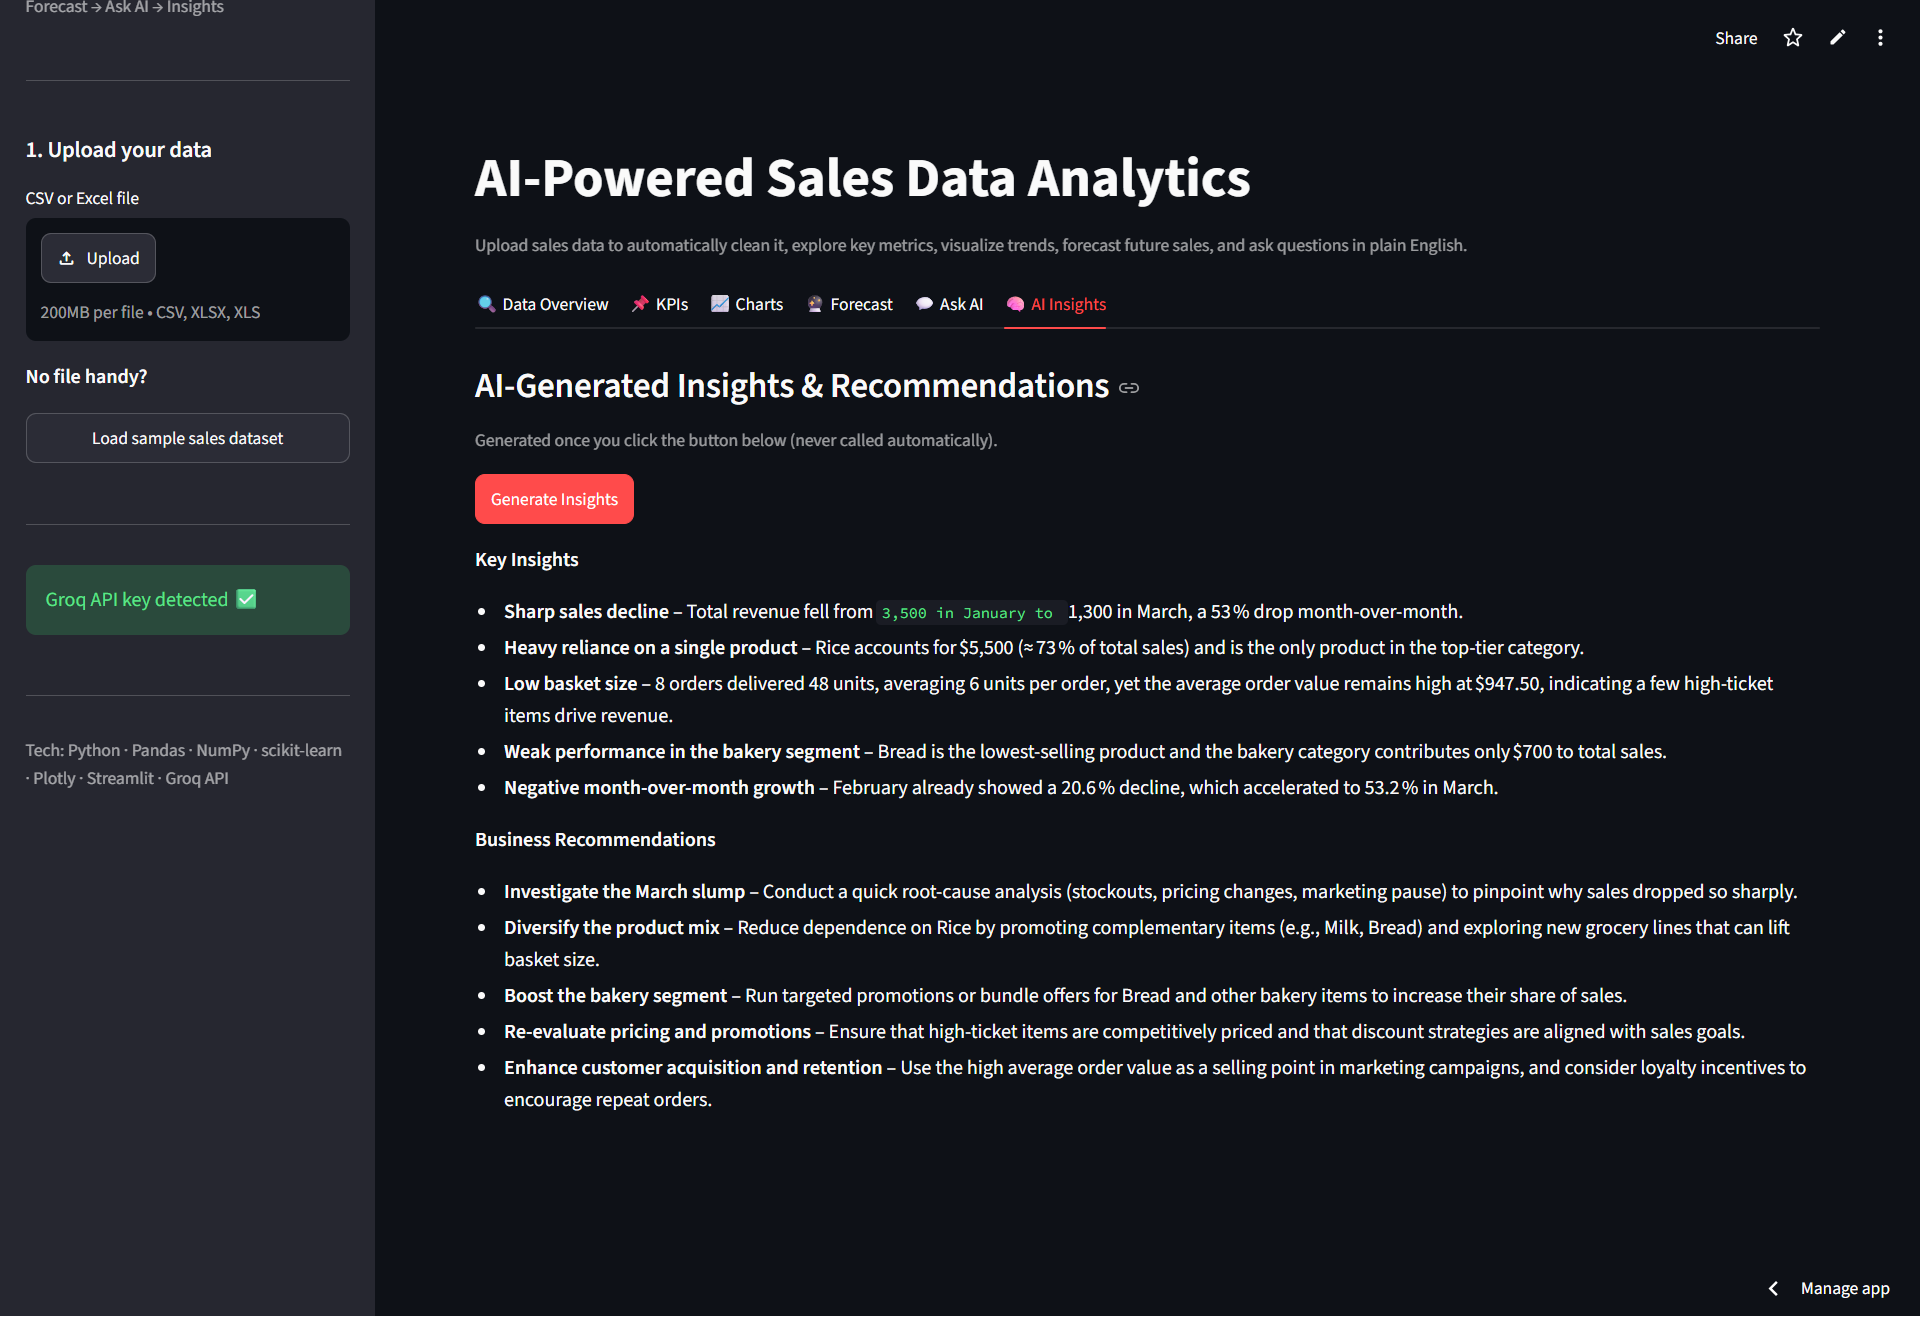 Forecast → Ask AI → Insights
1. Upload your data
CSV or Excel file
Upload
200MB per file • CSV, XLSX, XLS
No file handy?
Load sample sales dataset
Groq API key detected ✅
Tech: Python · Pandas · NumPy · scikit-learn
· Plotly · Streamlit · Groq API
Share
AI-Powered Sales Data Analytics
Upload sales data to automatically clean it, explore key metrics, visualize trends, forecast future sales, and ask questions in plain English.
🔍 Data Overview 📌 KPIs 📈 Charts 🔮 Forecast 💬 Ask AI 🧠 AI Insights
AI-Generated Insights & Recommendations
Generated once you click the button below (never called automatically).
Generate Insights
Key Insights
• Sharp sales decline – Total revenue fell from 3,500 in January to 1,300 in March, a 53 % drop month-over-month.
• Heavy reliance on a single product – Rice accounts for $5,500 (≈ 73 % of total sales) and is the only product in the top-tier category.
• Low basket size – 8 orders delivered 48 units, averaging 6 units per order, yet the average order value remains high at $947.50, indicating a few high-ticket
items drive revenue.
• Weak performance in the bakery segment – Bread is the lowest-selling product and the bakery category contributes only $700 to total sales.
• Negative month-over-month growth – February already showed a 20.6 % decline, which accelerated to 53.2 % in March.
Business Recommendations
• Investigate the March slump – Conduct a quick root-cause analysis (stockouts, pricing changes, marketing pause) to pinpoint why sales dropped so sharply.
• Diversify the product mix – Reduce dependence on Rice by promoting complementary items (e.g., Milk, Bread) and exploring new grocery lines that can lift
basket size.
• Boost the bakery segment – Run targeted promotions or bundle offers for Bread and other bakery items to increase their share of sales.
• Re-evaluate pricing and promotions – Ensure that high-ticket items are competitively priced and that discount strategies are aligned with sales goals.
• Enhance customer acquisition and retention – Use the high average order value as a selling point in marketing campaigns, and consider loyalty incentives to
encourage repeat orders.
Manage app